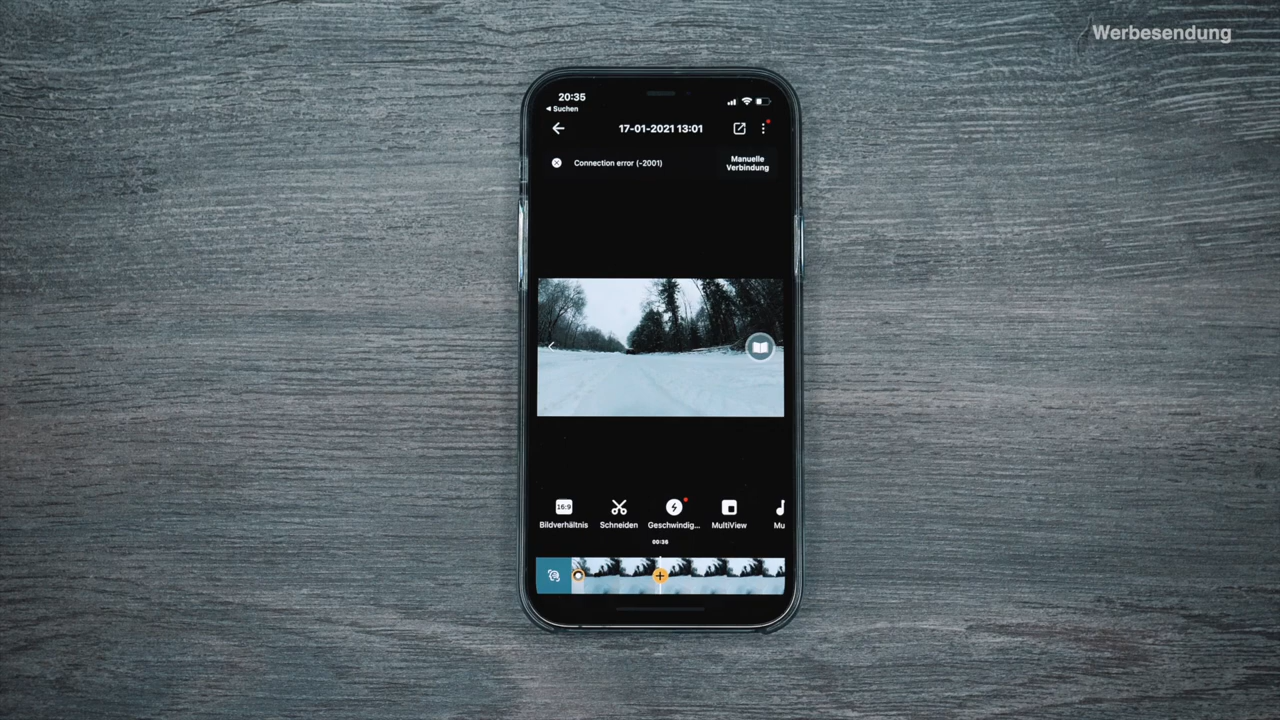 Werbesendung
20:35
Suchen
17-01-2021 13:01
Connection error (-2001)
Manuelle
Verbindung
16:9
Bildverhältnis
Schneiden
Geschwindig...
MultiView
Mu
00:36